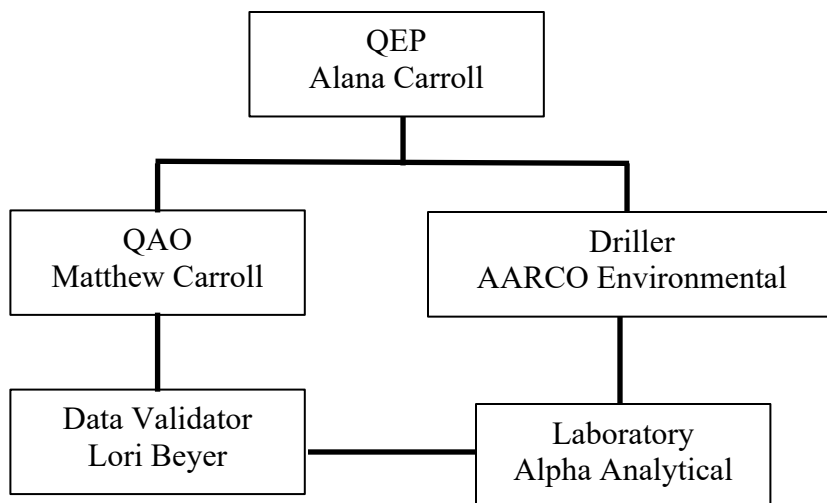 QEP
Alana Carroll
QAO
Matthew Carroll
Driller
AARCO Environmental
Data Validator
Lori Beyer
Laboratory
Alpha Analytical